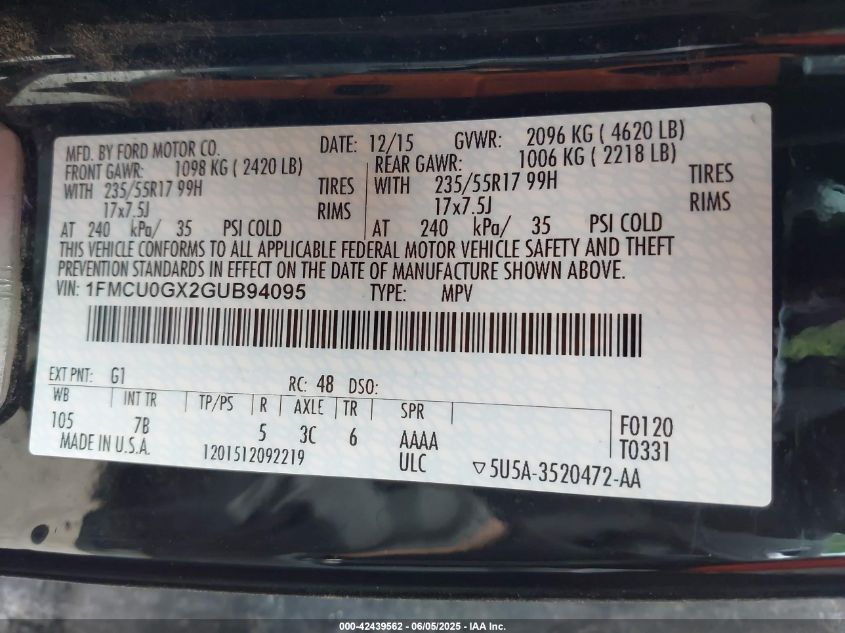 MFD. BY FORD MOTOR CO. DATE: 12/15 GVWR: 2096 KG ( 4620 LB)
FRONT GAWR: 1098 KG ( 2420 LB) REAR GAWR: 1006 KG ( 2218 LB)
WITH 235/55R17 99H TIRES WITH 235/55R17 99H TIRES
17x7.5J RIMS 17x7.5J RIMS
AT 240 kPa/ 35 PSI COLD AT 240 kPa/ 35 PSI COLD
THIS VEHICLE CONFORMS TO ALL APPLICABLE FEDERAL MOTOR VEHICLE SAFETY AND THEFT
PREVENTION STANDARDS IN EFFECT ON THE DATE OF MANUFACTURE SHOWN ABOVE.
VIN: 1FMCU0GX2GUB94095 TYPE: MPV
EXT PNT: G1 RC: 48 DSO:
WB INT TR TP/PS R AXLE TR SPR
105 7B 5 3C 6 AAAA F0120
MADE IN U.S.A. 1201512092219 ULC ▽5U5A-3520472-AA T0331
000-42439562 - 06/05/2025 - IAA Inc.